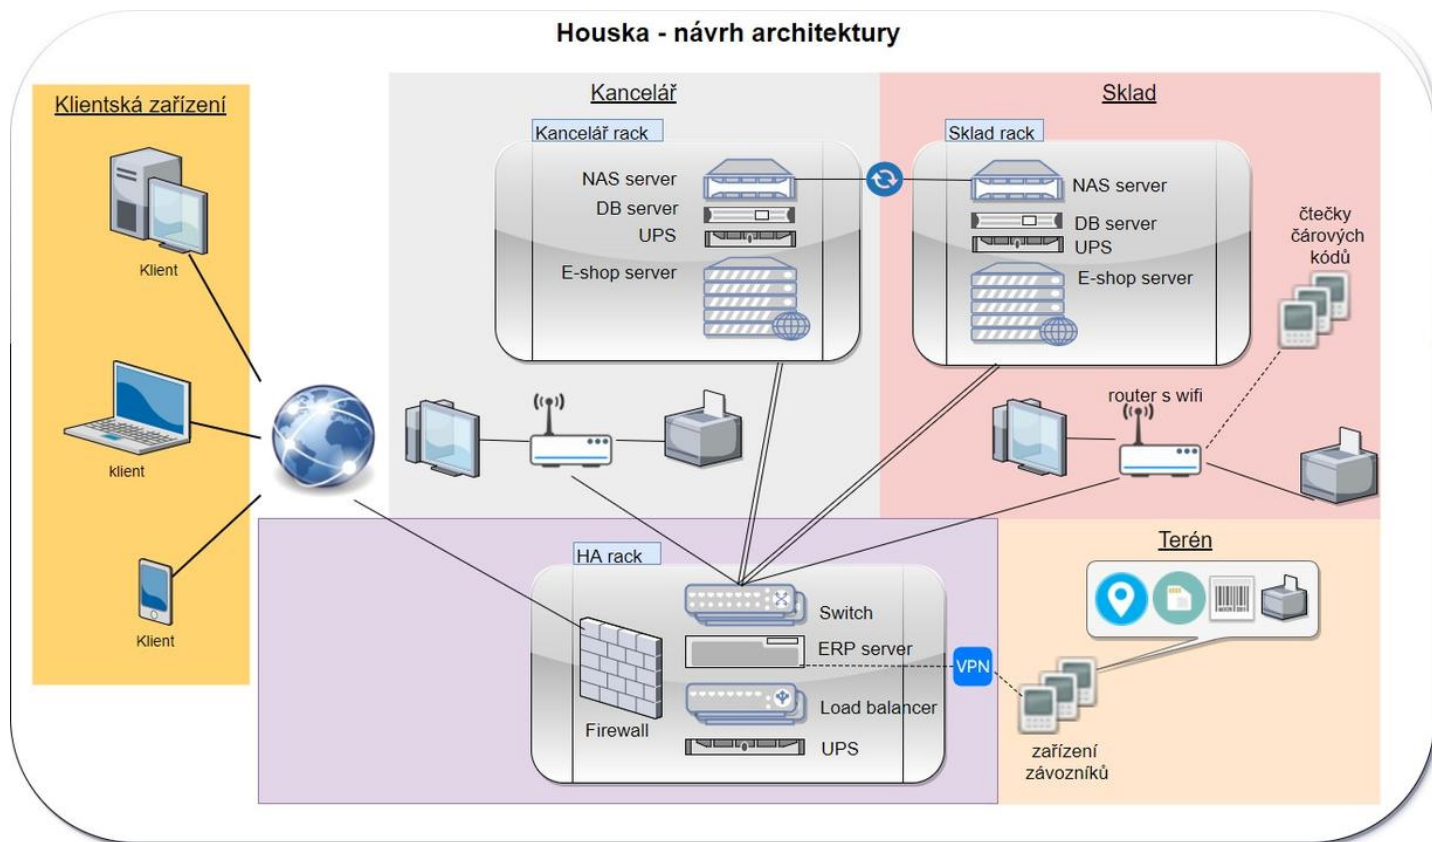 Houska - návrh architektury
Klientská zařízení
Klient
klient
Klient
Kancelář
Kancelář rack
NAS server
DB server
UPS
E-shop server
Sklad
Sklad rack
NAS server
DB server
UPS
E-shop server
čtečky
čárových
kódů
router s wifi
HA rack
Switch
ERP server
Load balancer
UPS
Firewall
VPN
Terén
zařízení
závozníků